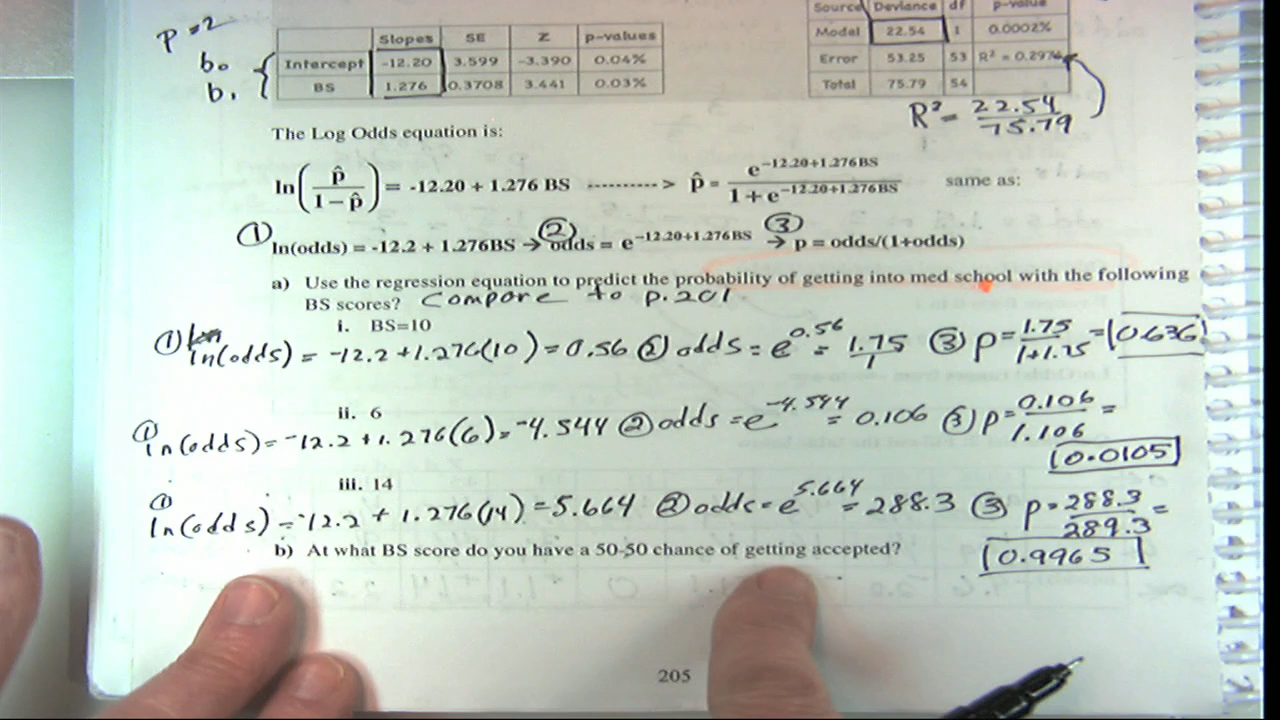 p=2
Slopes SE Z p-values
b₀ Intercept -12.20 3.599 -3.390 0.04%
b₁ BS 1.276 0.3708 3.441 0.03%
Source Deviance df p-value
Model 22.54 1 0.0002%
Error 53.25 53 R² = 0.2974
Total 75.79 54
R² = 22.54/75.79
The Log Odds equation is:
ln(p̂/(1-p̂)) = -12.20 + 1.276 BS ----------> p̂ = e^(-12.20+1.276BS)/(1+e^(-12.20+1.276BS)) same as:
① ln(odds) = -12.2 + 1.276BS → ② odds = e^(-12.20+1.276BS) → ③ p = odds/(1+odds)
a) Use the regression equation to predict the probability of getting into med school with the following
BS scores? Compare to p.201
i. BS=10
① ln(odds) = -12.2+1.276(10) = 0.56 ② odds = e^0.56 = 1.75/1 ③ p = 1.75/(1+1.75) = 0.636
ii. 6
① ln(odds) = -12.2+1.276(6) = -4.544 ② odds = e^-4.544 = 0.106 ③ p = 0.106/1.106 =
0.0105
iii. 14
① ln(odds) = -12.2 + 1.276(14) = 5.664 ② odds = e^5.664 = 288.3 ③ p = 288.3/289.3 =
b) At what BS score do you have a 50-50 chance of getting accepted?
0.9965
205